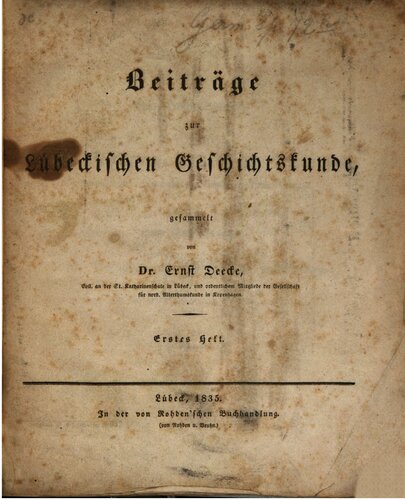 Beiträge
zur
Lübeckischen Geschichtskunde,
gesammelt
von
Dr. Ernst Deecke,
Coll. an der St. Katharinenschule in Lübeck, und ordentlichem Mitgliede der Gesellschaft
für nord. Alterthumskunde in Kopenhagen.
Erstes Heft.
Lübeck, 1835.
In der von Rohden'schen Buchhandlung.
(von Rohden u. Bruhn.)